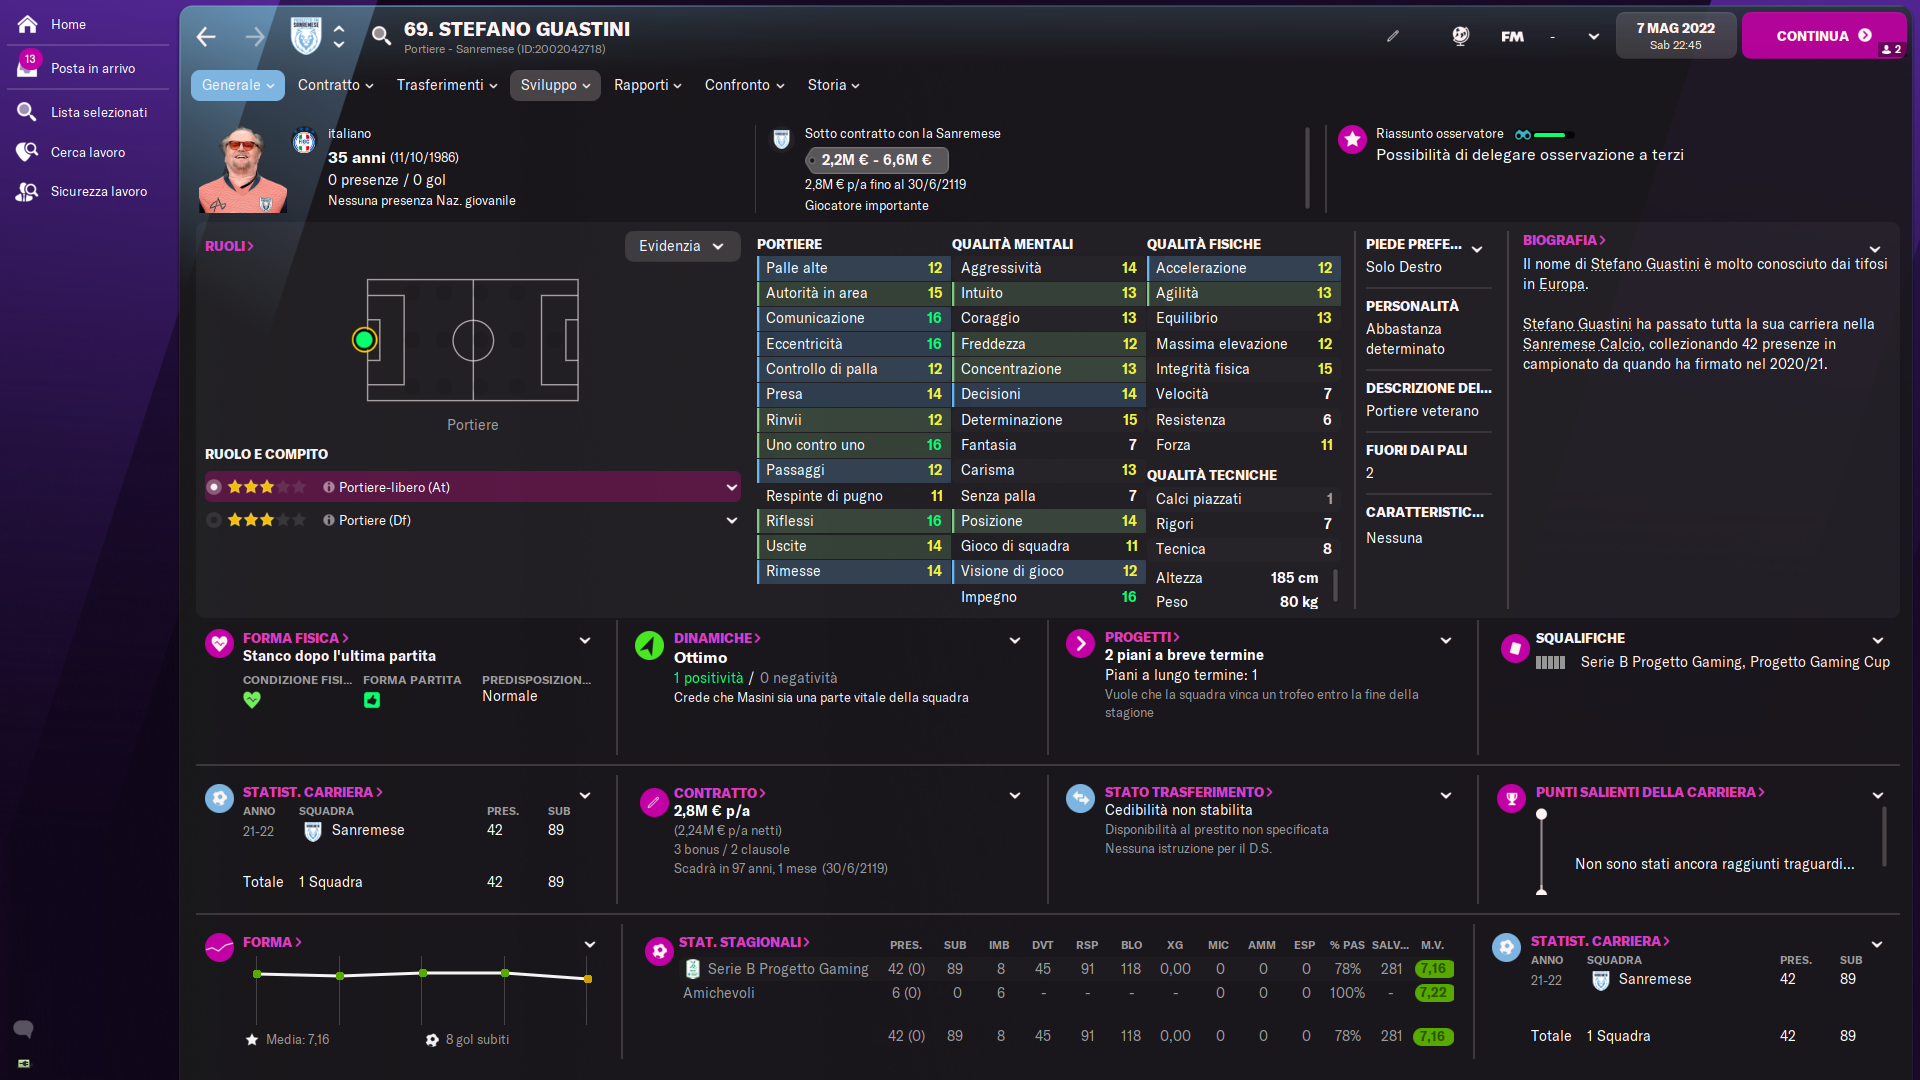 Home
13
Posta in arrivo
Lista selezionati
Cerca lavoro
Sicurezza lavoro
69. STEFANO GUASTINI
Portiere - Sanremese (ID:2002042718)
FM
-
7 MAG 2022
Sab 22:45
CONTINUA
2
Generale
Contratto
Trasferimenti
Sviluppo
Rapporti
Confronto
Storia
italiano
35 anni (11/10/1986)
0 presenze / 0 gol
Nessuna presenza Naz. giovanile
Sotto contratto con la Sanremese
2,2M € - 6,6M €
2,8M € p/a fino al 30/6/2119
Giocatore importante
Riassunto osservatore
Possibilità di delegare osservazione a terzi
RUOLI
Evidenzia
Portiere
RUOLO E COMPITO
Portiere-libero (At)
Portiere (Df)
PORTIERE
Palle alte 12
Autorità in area 15
Comunicazione 16
Eccentricità 16
Controllo di palla 12
Presa 14
Rinvii 12
Uno contro uno 16
Passaggi 12
Respinte di pugno 11
Riflessi 16
Uscite 14
Rimesse 14
QUALITÀ MENTALI
Aggressività 14
Intuito 13
Coraggio 13
Freddezza 12
Concentrazione 13
Decisioni 14
Determinazione 15
Fantasia 7
Carisma 13
Senza palla 7
Posizione 14
Gioco di squadra 11
Visione di gioco 12
Impegno 16
QUALITÀ FISICHE
Accelerazione 12
Agilità 13
Equilibrio 13
Massima elevazione 12
Integrità fisica 15
Velocità 7
Resistenza 6
Forza 11
QUALITÀ TECNICHE
Calci piazzati 1
Rigori 7
Tecnica 8
Altezza 185 cm
Peso 80 kg
PIEDE PREFE...
Solo Destro
PERSONALITÀ
Abbastanza
determinato
DESCRIZIONE DEI...
Portiere veterano
FUORI DAI PALI
2
CARATTERISTIC...
Nessuna
BIOGRAFIA
Il nome di Stefano Guastini è molto conosciuto dai tifosi
in Europa.
Stefano Guastini ha passato tutta la sua carriera nella
Sanremese Calcio, collezionando 42 presenze in
campionato da quando ha firmato nel 2020/21.
FORMA FISICA
Stanco dopo l'ultima partita
CONDIZIONE FISI... FORMA PARTITA PREDISPOSIZION...
Normale
DINAMICHE
Ottimo
1 positività / 0 negatività
Crede che Masini sia una parte vitale della squadra
PROGETTI
2 piani a breve termine
Piani a lungo termine: 1
Vuole che la squadra vinca un trofeo entro la fine della
stagione
SQUALIFICHE
Serie B Progetto Gaming, Progetto Gaming Cup
STATIST. CARRIERA
ANNO SQUADRA PRES. SUB
21-22 Sanremese 42 89
Totale 1 Squadra 42 89
CONTRATTO
2,8M € p/a
(2,24M € p/a netti)
3 bonus / 2 clausole
Scadrà in 97 anni, 1 mese (30/6/2119)
STATO TRASFERIMENTO
Cedibilità non stabilita
Disponibilità al prestito non specificata
Nessuna istruzione per il D.S.
PUNTI SALIENTI DELLA CARRIERA
Non sono stati ancora raggiunti traguardi...
FORMA
Media: 7,16
8 gol subiti
STAT. STAGIONALI PRES. SUB IMB DVT RSP BLO XG MIC AMM ESP % PAS SALV... M.V.
Serie B Progetto Gaming 42 (0) 89 8 45 91 118 0,00 0 0 0 78% 281 7,16
Amichevoli 6 (0) 0 6 - - - - 0 0 0 100% - 7,22
42 (0) 89 8 45 91 118 0,00 0 0 0 78% 281 7,16
STATIST. CARRIERA
ANNO SQUADRA PRES. SUB
21-22 Sanremese 42 89
Totale 1 Squadra 42 89